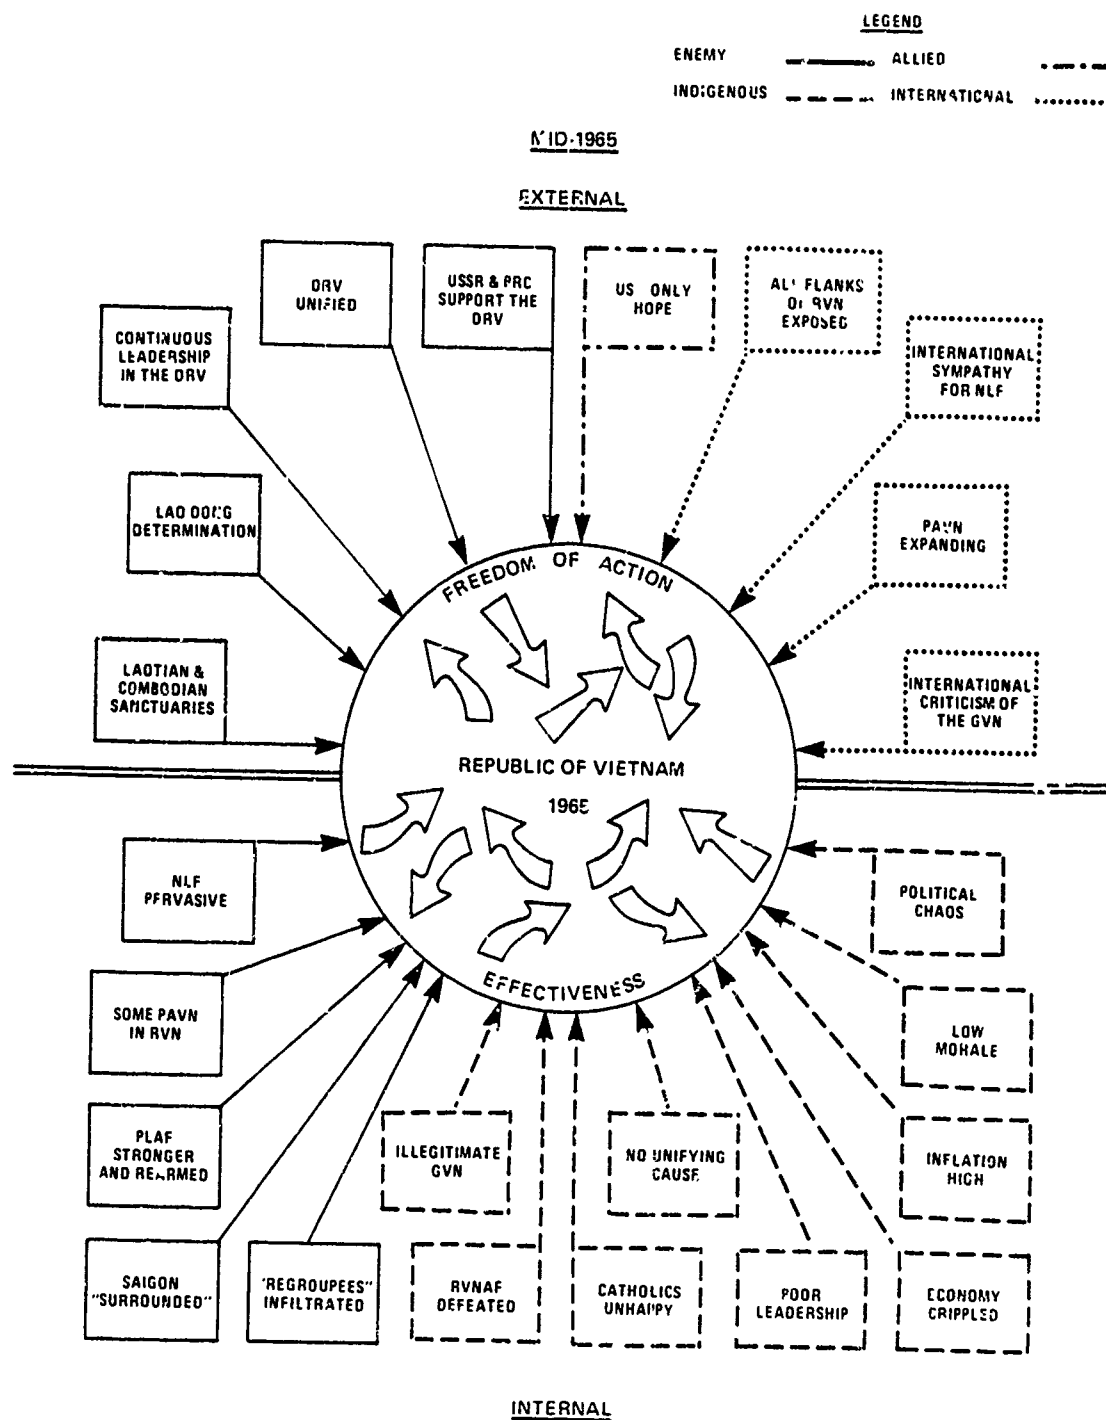 LEGEND
ENEMY
ALLIED
INDIGENOUS
INTERNATIONAL
MID-1965
EXTERNAL
DRV
UNIFIED
USSR & PRC
SUPPORT THE
DRV
US ONLY
HOPE
ALL FLANKS
OF RVN
EXPOSED
CONTINUOUS
LEADERSHIP
IN THE DRV
INTERNATIONAL
SYMPATHY
FOR NLF
LAO DONG
DETERMINATION
PAVN
EXPANDING
LAOTIAN &
COMBODIAN
SANCTUARIES
INTERNATIONAL
CRITICISM OF
THE GVN
FREEDOM OF ACTION
REPUBLIC OF VIETNAM
1965
EFFECTIVENESS
NLF
PERVASIVE
POLITICAL
CHAOS
SOME PAVN
IN RVN
LOW
MORALE
PLAF
STRONGER
AND REARMED
ILLEGITIMATE
GVN
NO UNIFYING
CAUSE
INFLATION
HIGH
SAIGON
"SURROUNDED"
"REGROUPEES"
INFILTRATED
RVNAF
DEFEATED
CATHOLICS
UNHAPPY
POOR
LEADERSHIP
ECONOMY
CRIPPLED
INTERNAL